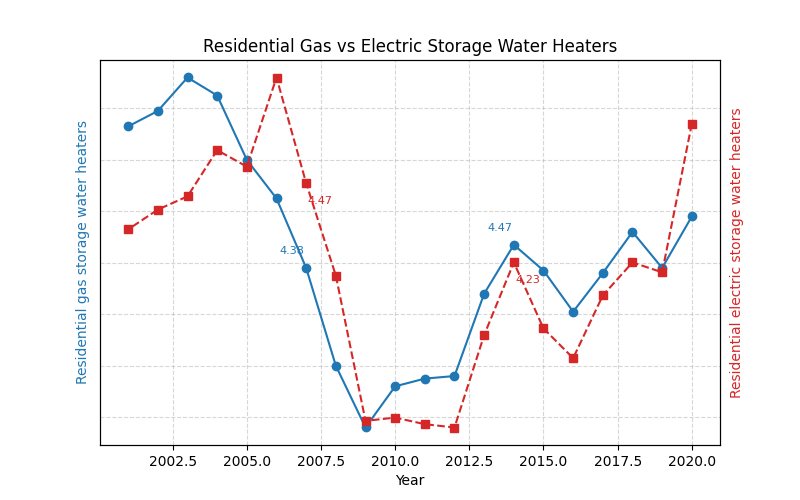 Residential Gas vs Electric Storage Water Heaters
Residential gas storage water heaters
Residential electric storage water heaters
4.47
4.38
4.47
4.23
2002.5 2005.0 2007.5 2010.0 2012.5 2015.0 2017.5 2020.0
Year